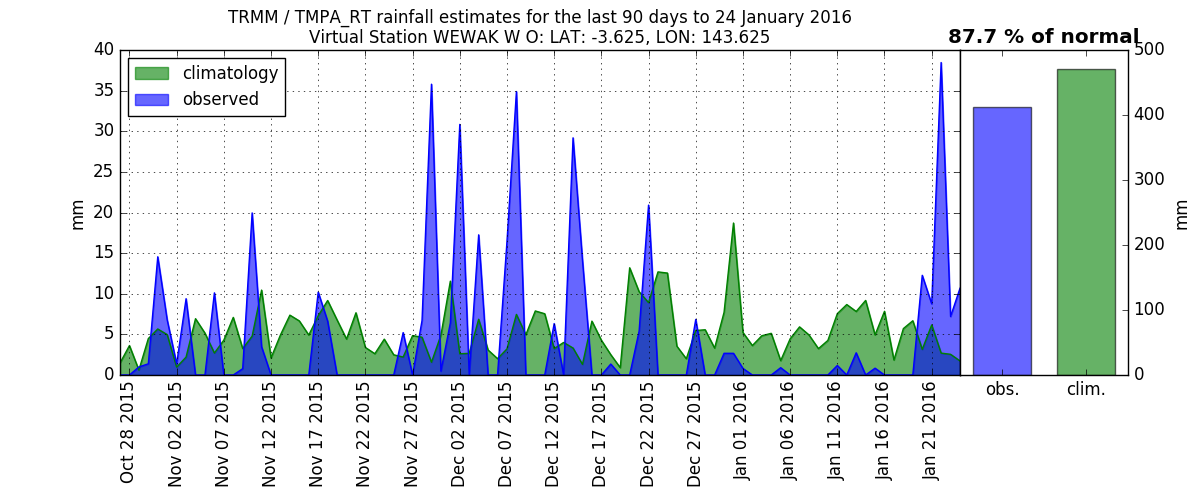 TRMM / TMPA_RT rainfall estimates for the last 90 days to 24 January 2016
Virtual Station WEWAK W O: LAT: -3.625, LON: 143.625
87.7 % of normal
climatology
observed
40
35
30
25
20
15
10
5
0
mm
Oct 28 2015
Nov 02 2015
Nov 07 2015
Nov 12 2015
Nov 17 2015
Nov 22 2015
Nov 27 2015
Dec 02 2015
Dec 07 2015
Dec 12 2015
Dec 17 2015
Dec 22 2015
Dec 27 2015
Jan 01 2016
Jan 06 2016
Jan 11 2016
Jan 16 2016
Jan 21 2016
500
400
300
200
100
0
mm
obs.
clim.